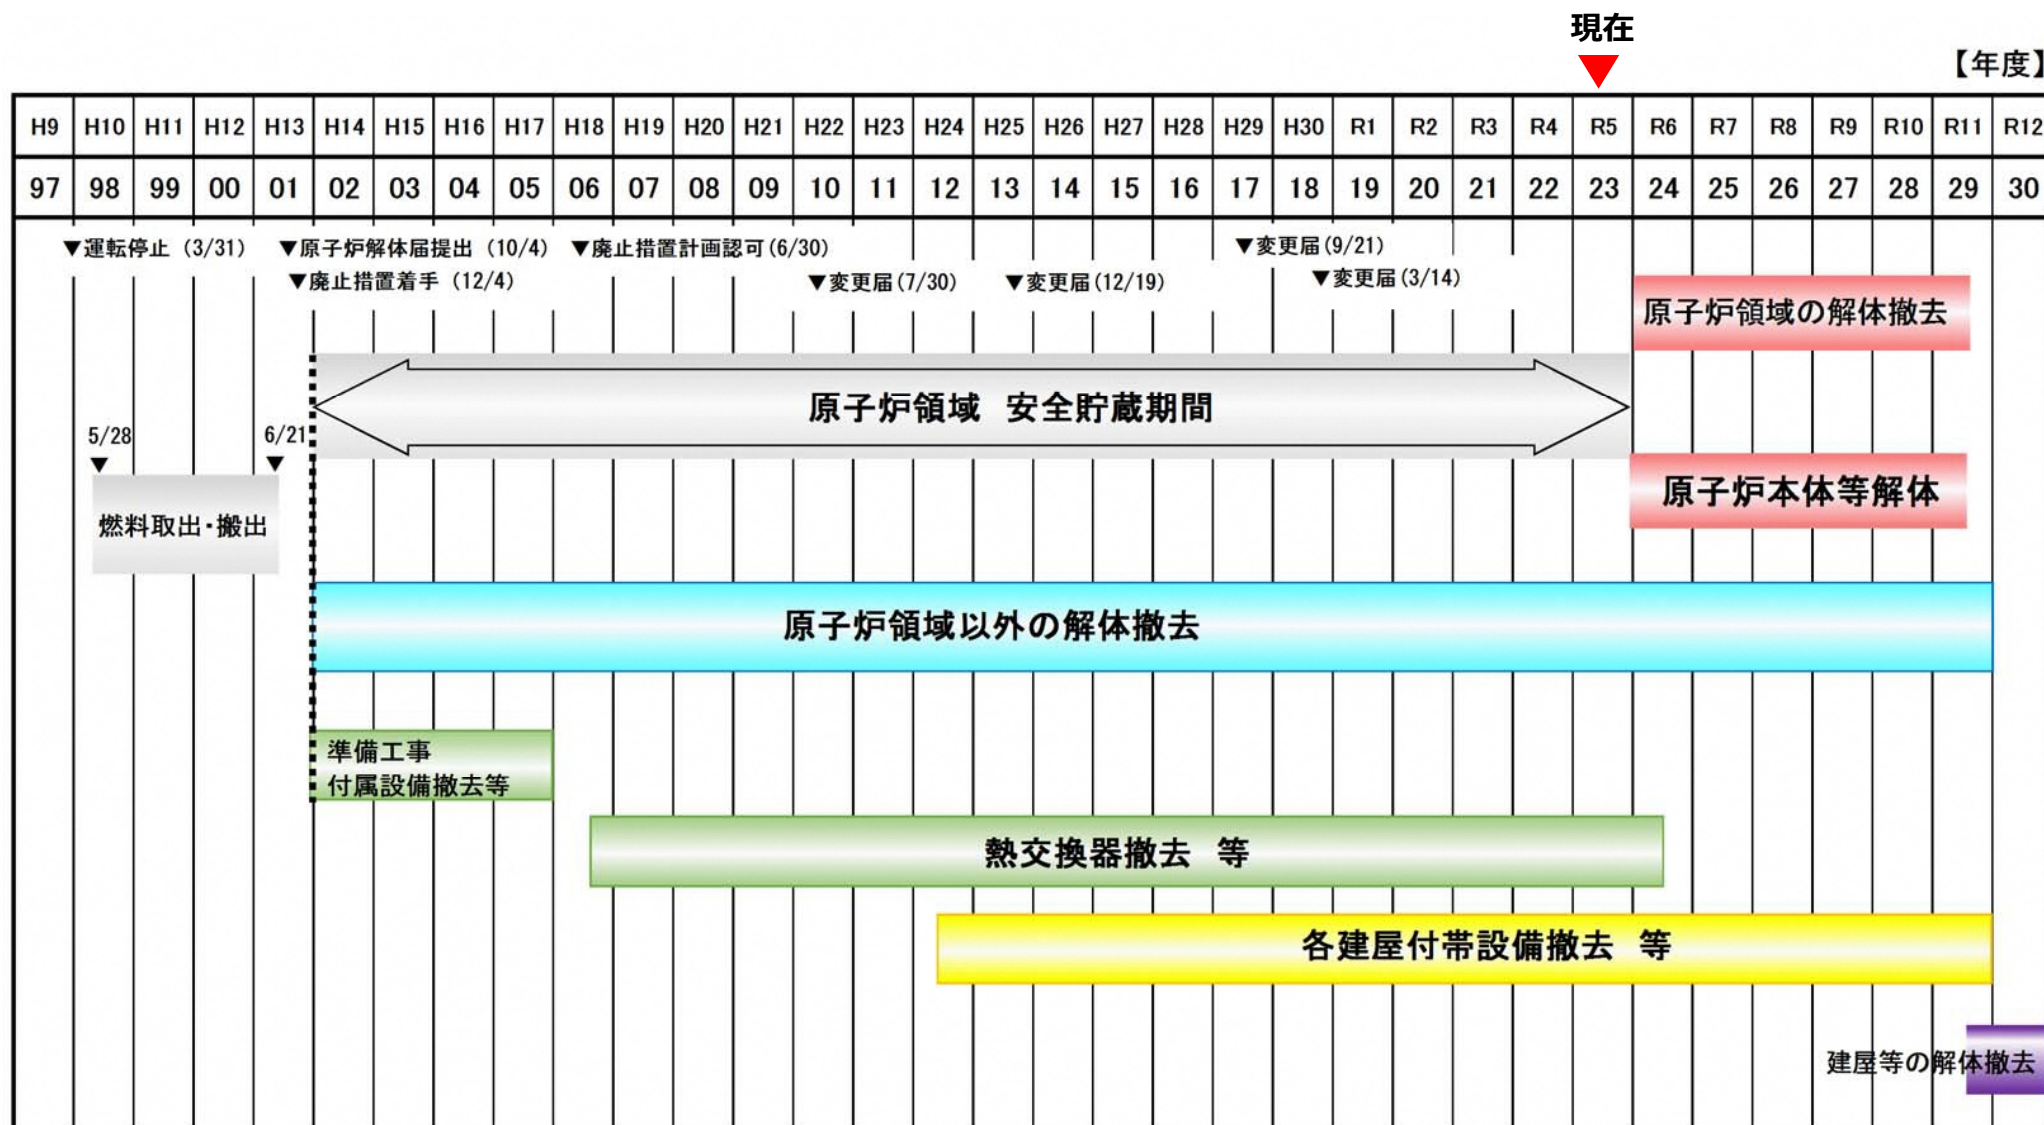 現在
【年度】
H9 H10 H11 H12 H13 H14 H15 H16 H17 H18 H19 H20 H21 H22 H23 H24 H25 H26 H27 H28 H29 H30 R1 R2 R3 R4 R5 R6 R7 R8 R9 R10 R11 R12
97 98 99 00 01 02 03 04 05 06 07 08 09 10 11 12 13 14 15 16 17 18 19 20 21 22 23 24 25 26 27 28 29 30
▼運転停止（3/31） ▼原子炉解体届提出（10/4） ▼廃止措置計画認可(6/30) ▼変更届(9/21)
▼廃止措置着手（12/4） ▼変更届(7/30) ▼変更届(12/19) ▼変更届(3/14)
原子炉領域の解体撤去
原子炉領域 安全貯蔵期間
5/28 6/21
▼ ▼
原子炉本体等解体
燃料取出・搬出
原子炉領域以外の解体撤去
準備工事
付属設備撤去等
熱交換器撤去 等
各建屋付帯設備撤去 等
建屋等の解体撤去